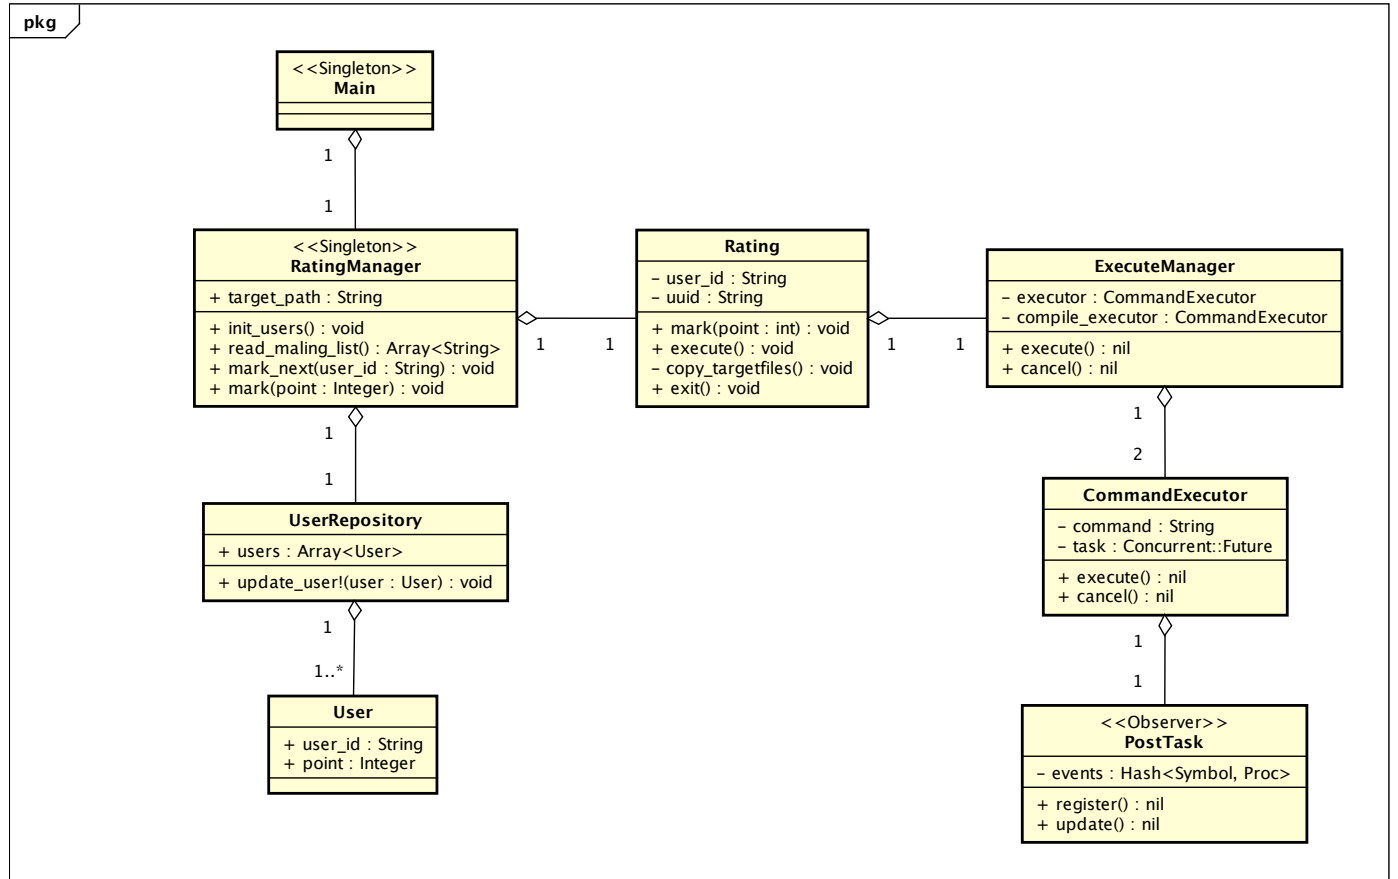 pkg
<<Singleton>>
Main
1
1
<<Singleton>>
RatingManager
+ target_path : String
+ init_users() : void
+ read_maling_list() : Array<String>
+ mark_next(user_id : String) : void
+ mark(point : Integer) : void
1
1
Rating
– user_id : String
– uuid : String
+ mark(point : int) : void
+ execute() : void
– copy_targetfiles() : void
+ exit() : void
1
1
ExecuteManager
– executor : CommandExecutor
– compile_executor : CommandExecutor
+ execute() : nil
+ cancel() : nil
1
1
UserRepository
+ users : Array<User>
+ update_user!(user : User) : void
1
2
CommandExecutor
– command : String
– task : Concurrent::Future
+ execute() : nil
+ cancel() : nil
1
1..*
User
+ user_id : String
+ point : Integer
1
1
<<Observer>>
PostTask
– events : Hash<Symbol, Proc>
+ register() : nil
+ update() : nil